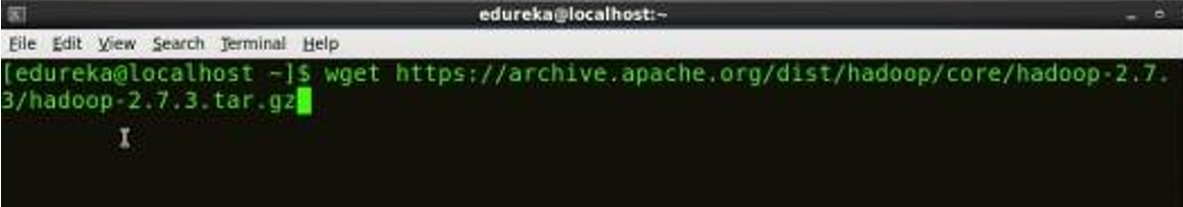 edureka@localhost:~
File Edit View Search Terminal Help
[edureka@localhost ~]$ wget https://archive.apache.org/dist/hadoop/core/hadoop-2.7.
3/hadoop-2.7.3.tar.gz